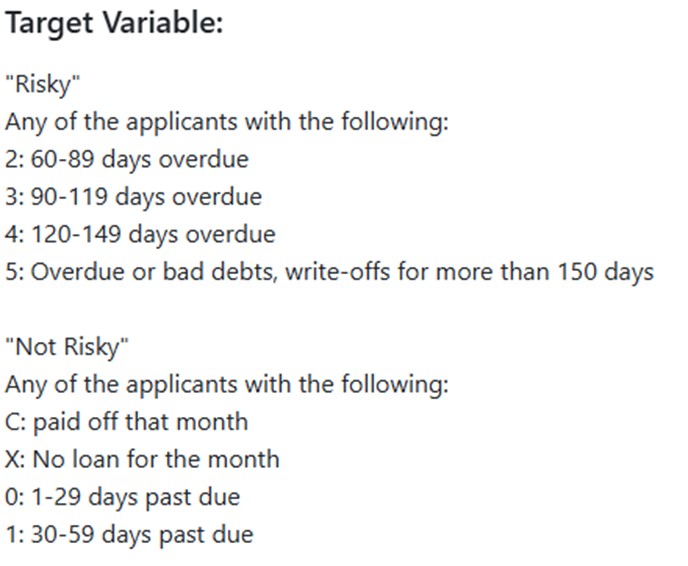 Target Variable:
"Risky"
Any of the applicants with the following:
2: 60-89 days overdue
3: 90-119 days overdue
4: 120-149 days overdue
5: Overdue or bad debts, write-offs for more than 150 days
"Not Risky"
Any of the applicants with the following:
C: paid off that month
X: No loan for the month
0: 1-29 days past due
1: 30-59 days past due